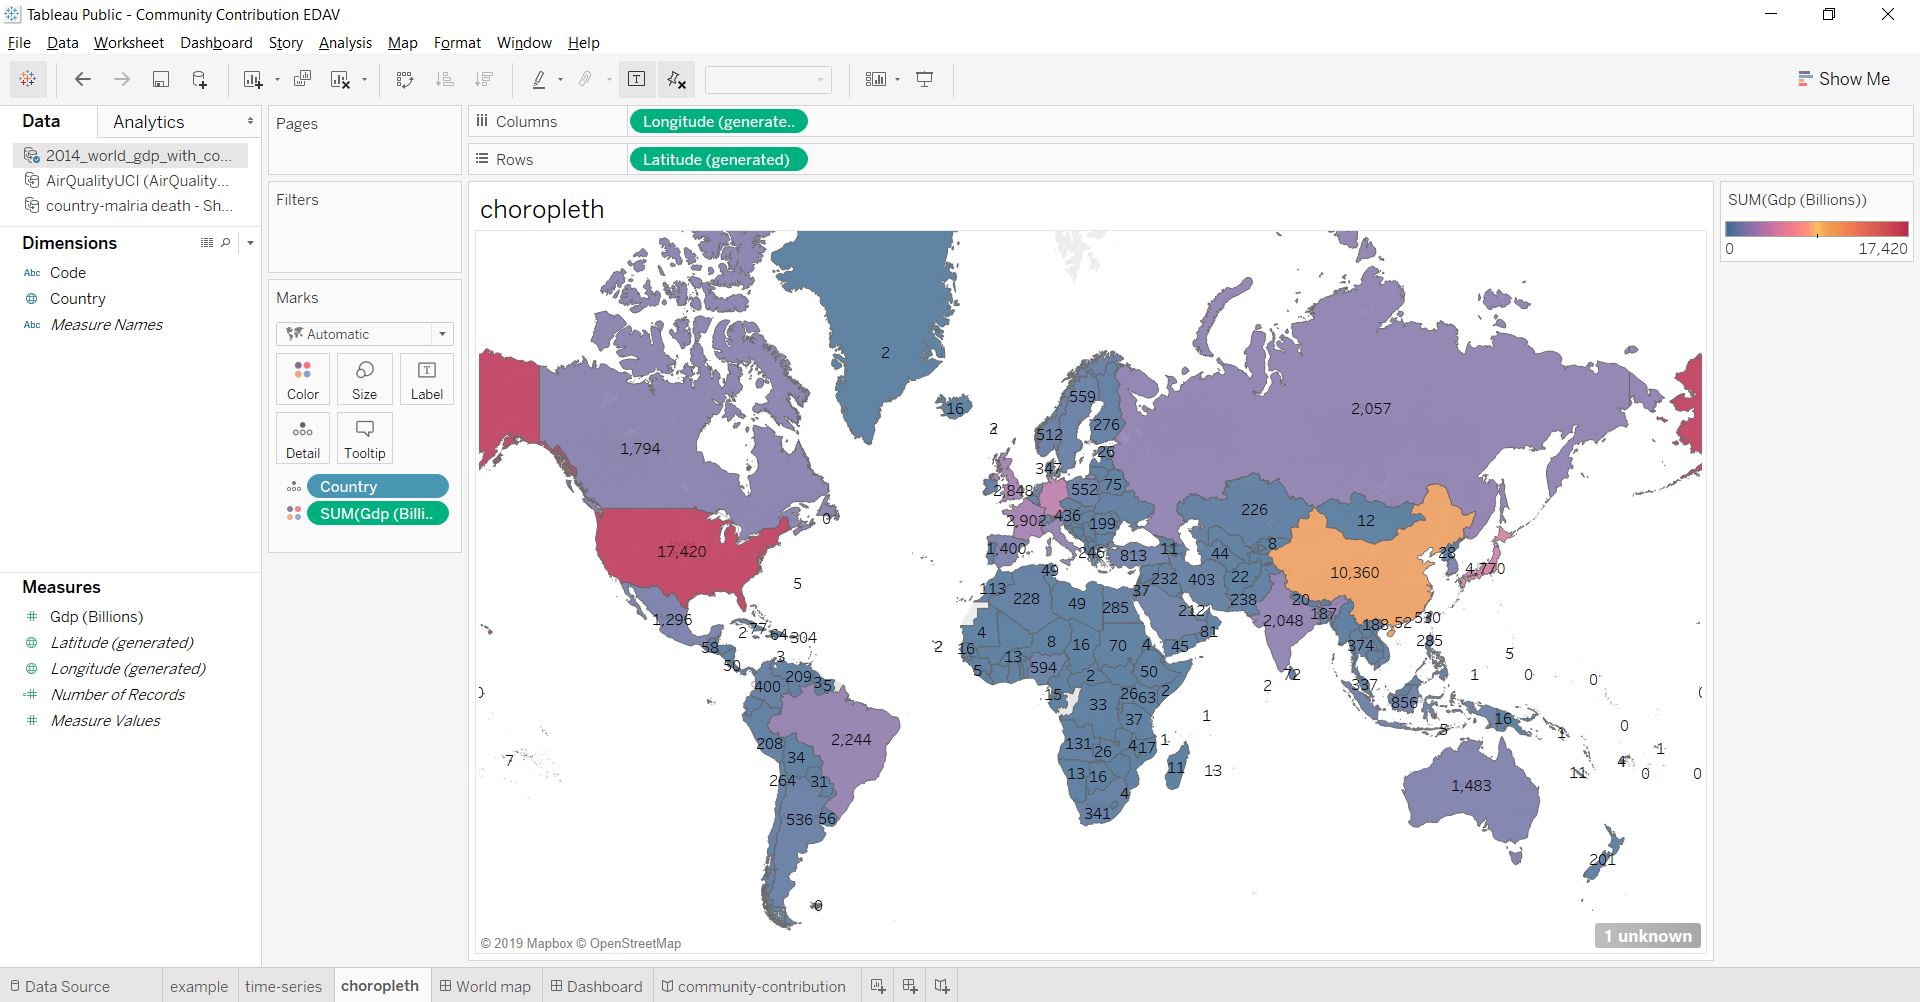 Tableau Public - Community Contribution EDAV
File Data Worksheet Dashboard Story Analysis Map Format Window Help
Show Me
Data Analytics
2014_world_gdp_with_co...
AirQualityUCI (AirQuality...
country-malria death - Sh...
Dimensions
Abc Code
Country
Abc Measure Names
Measures
Gdp (Billions)
Latitude (generated)
Longitude (generated)
Number of Records
Measure Values
Pages
Filters
Marks
Automatic
Color Size Label
Detail Tooltip
Country
SUM(Gdp (Billi..
Columns Longitude (generate..
Rows Latitude (generated)
choropleth
2
16
559
2,057
2
512 276
1,794
26
347
2,848 552 75
226
0 2,902 436 199 12
17,420 1,400 246 813 11 44 8 28
10,360 4,770
5 49 232 403 22
113 228 49 285 37 238 20
1,296 212 2,048 187 530
2 77 64 304 4 81 188 52
58 2 16 8 16 70 4 45 374 285
3 13 594 50 5
50 5 2 72 1 0 0
400 209 35 15 33 26 63 2 2 337 0
37 1 856 16 0
2,244 131 26 4 17 1 5 1 1
208 34 4
7 264 31 13 16 11 13 11 0 0
4 1,483
536 56 341
201
0
© 2019 Mapbox © OpenStreetMap
1 unknown
SUM(Gdp (Billions))
0 17,420
Data Source example time-series choropleth World map Dashboard community-contribution